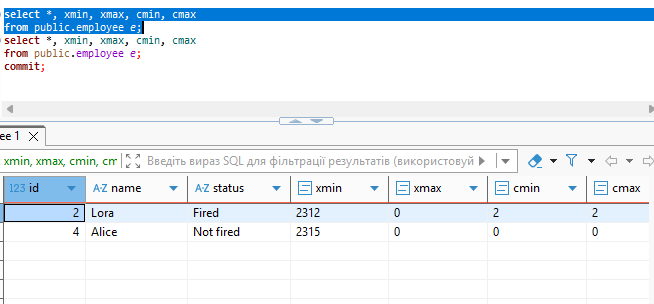 select *, xmin, xmax, cmin, cmax
from public.employee e;
select *, xmin, xmax, cmin, cmax
from public.employee e;
commit;
ee 1 X
xmin, xmax, cmin, cm Введіть вираз SQL для фільтрації результатів (використовуй
123 id A-Z name A-Z status xmin xmax cmin cmax
2 Lora Fired 2312 0 2 2
4 Alice Not fired 2315 0 0 0